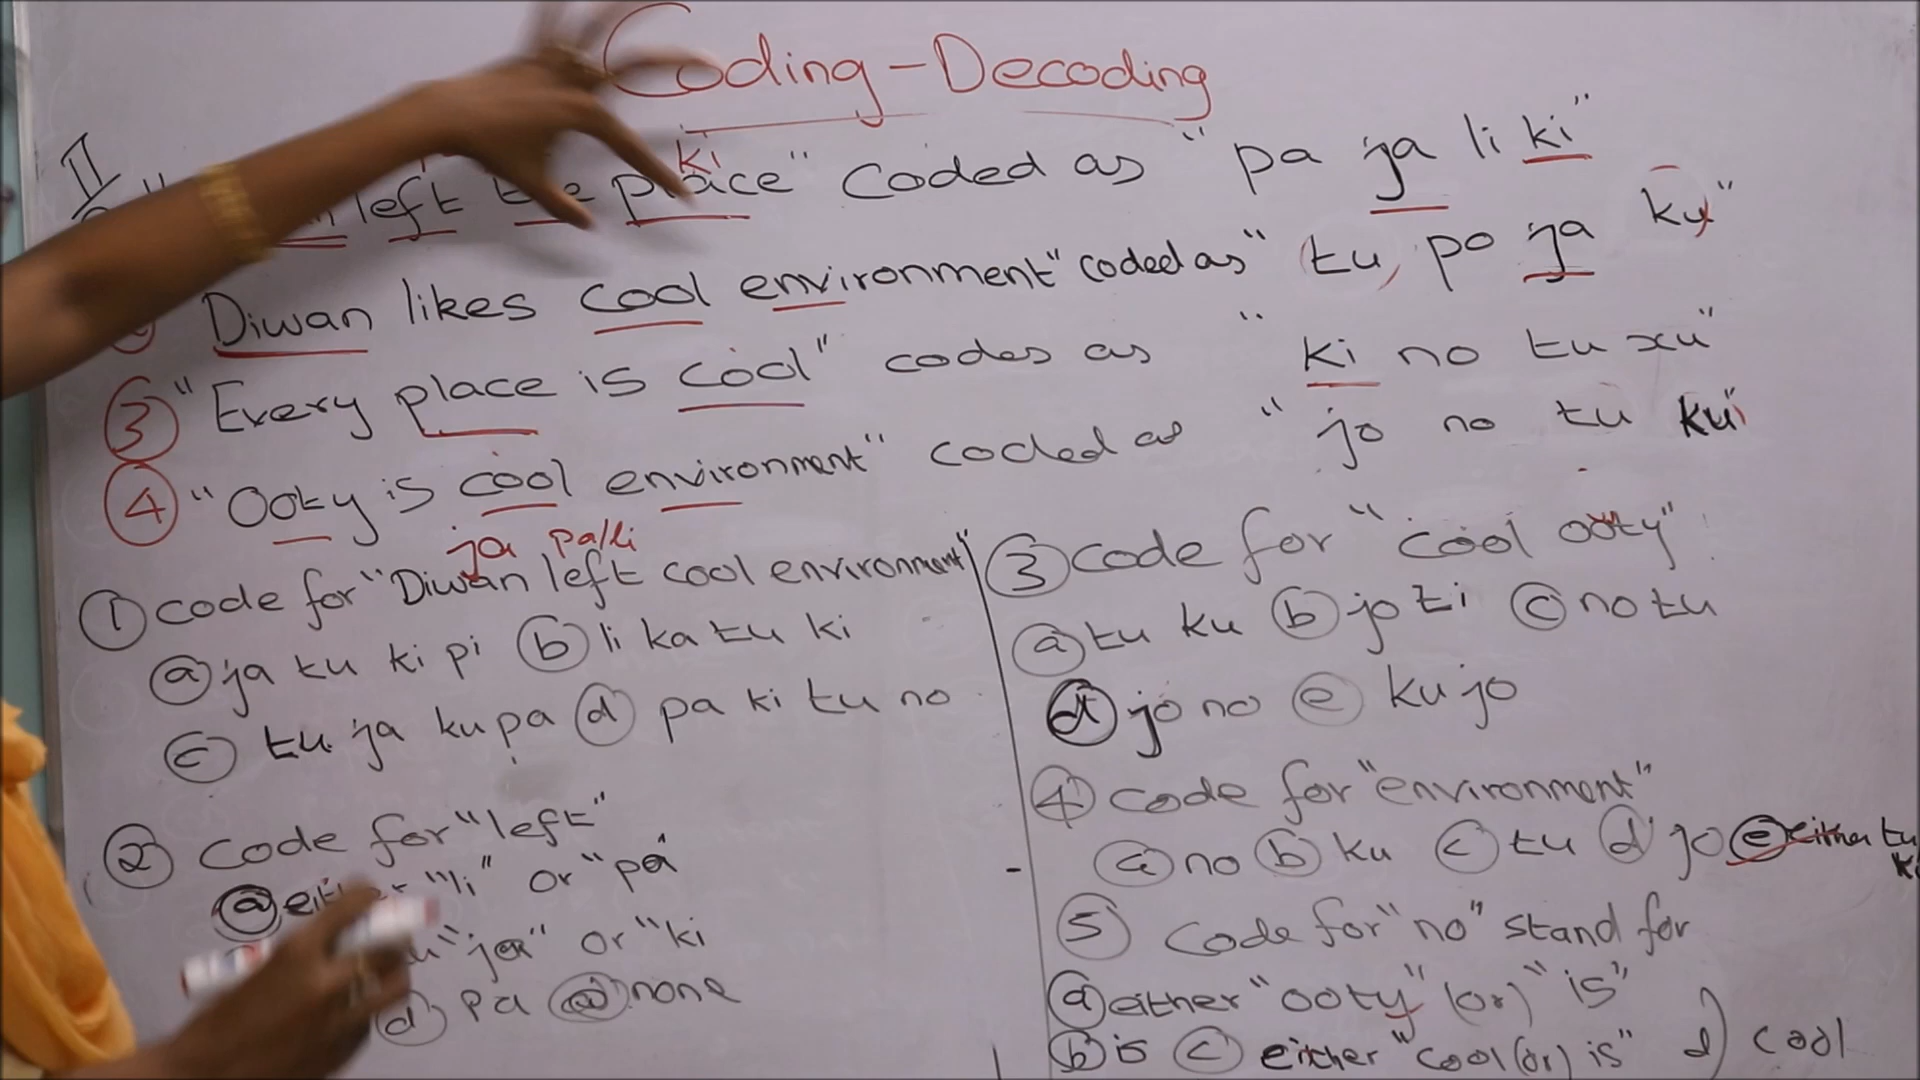 Coding-Decoding
II
ki
left the place" coded as "pa ja li ki"
Diwan likes cool environment" coded as "tu, po ja ku"
③ "Every place is cool" codes as "ki no tu xu"
④ "Ooty is cool environment" coded as "jo no tu ku"
ja pa/li
① code for "Diwan left cool environment"
ⓐ ja tu ki pi ⓑ li ka tu ki
ⓒ tu ja ku pa ⓓ pa ki tu no
② code for "left"
ⓐ "li" or "pa
"ja" or "ki
ⓓ pa none
③ code for "cool ooty"
ⓐ tu ku ⓑ jo ti ⓒ no tu
ⓓ jo no ⓔ ku jo
④ code for "environment"
ⓐ no ⓑ ku ⓒ tu ⓓ jo ⓔ either tu
⑤ code for "no" stand for
ⓐ either "ooty" (or) "is"
ⓑ is ⓒ either "cool (or) is" d) cool